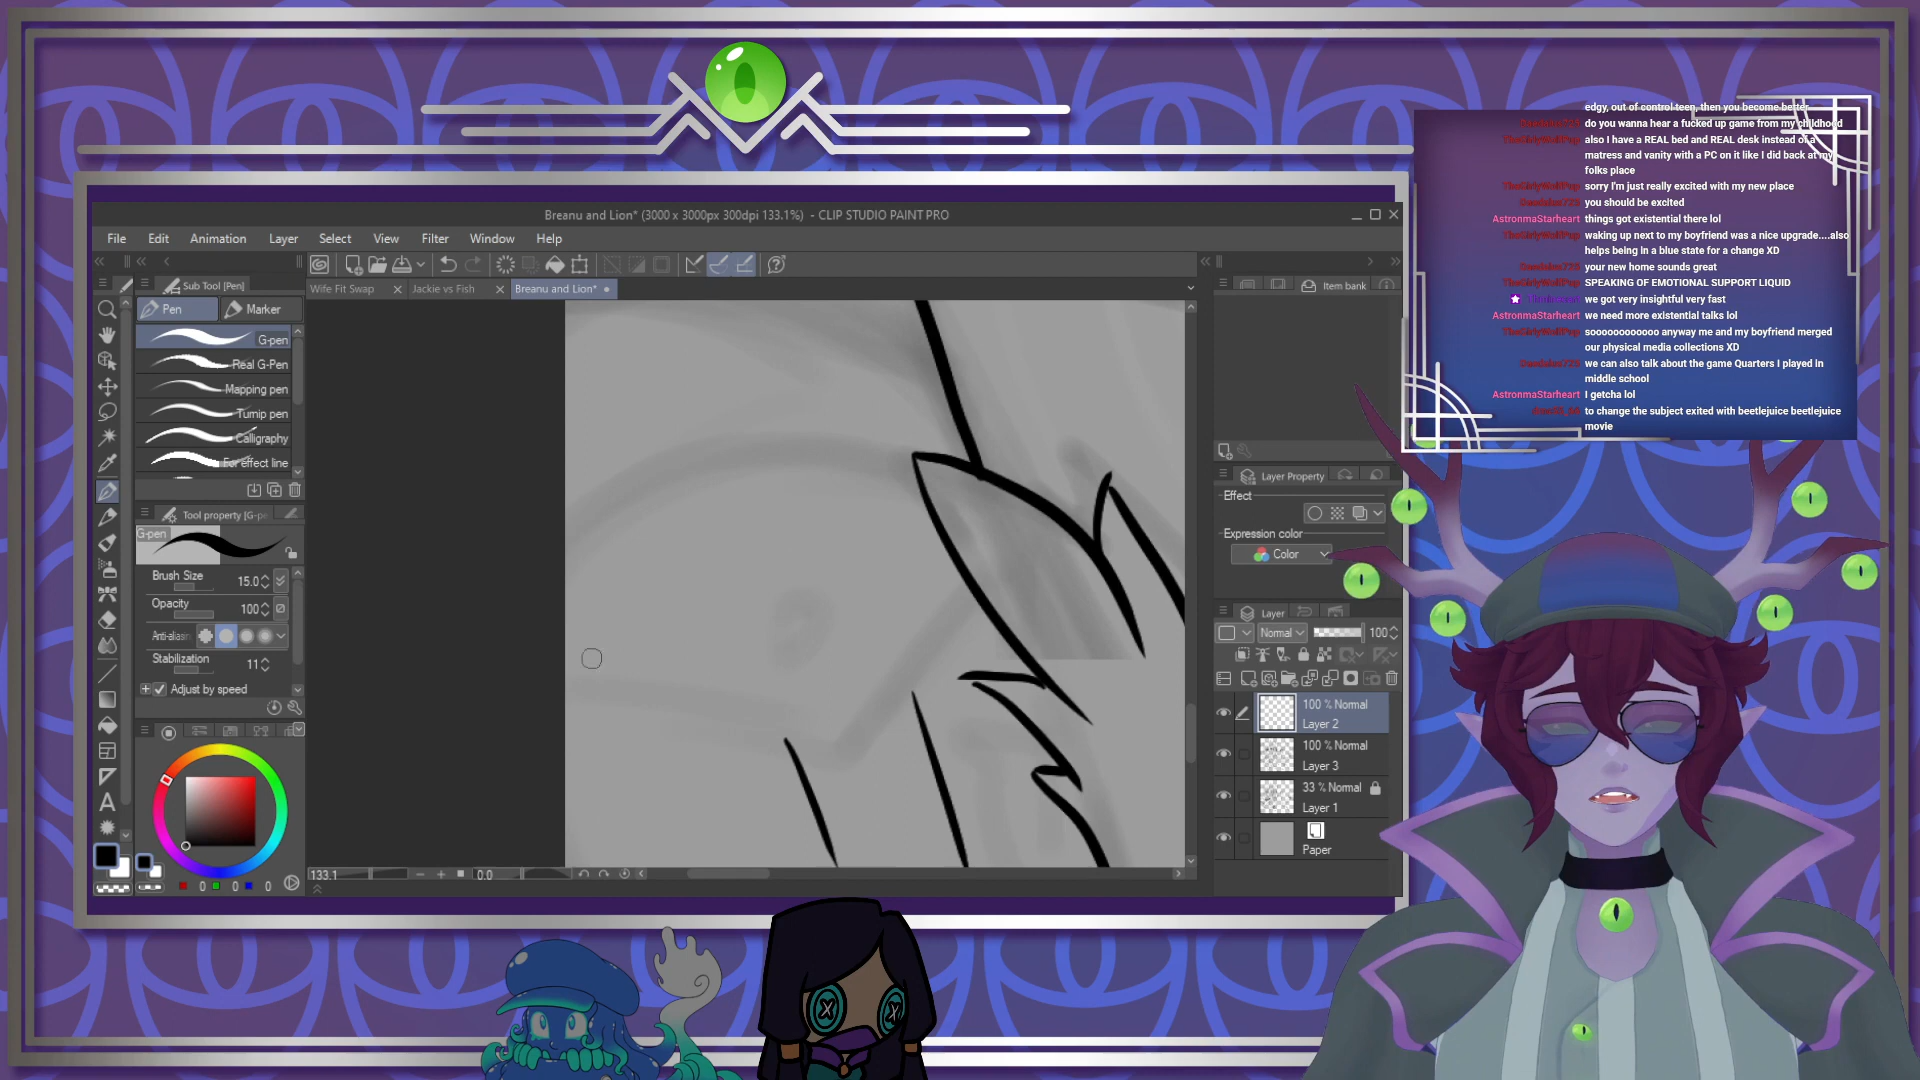 Breanu and Lion* (3000 x 3000px 300dpi 133.1%) - CLIP STUDIO PAINT PRO
File Edit Animation Layer Select View Filter Window Help
Sub Tool [Pen]
Wife Fit Swap
Jackie vs Fish
Breanu and Lion*
Pen
Marker
G-pen
Real G-Pen
Mapping pen
Turnip pen
Calligraphy
For effect line
Tool property [G-pe
G-pen
Brush Size 15.0
Opacity 100
Anti-aliasin
Stabilization 11
Adjust by speed
0 0 0
133.1
0.0
Item bank
Layer Property
Effect
Expression color
Color
Layer
Normal 100
100 % Normal
Layer 2
100 % Normal
Layer 3
33 % Normal
Layer 1
Paper
edgy, out of control teen, then you become better
do you wanna hear a fucked up game from my childhood
also I have a REAL bed and REAL desk instead of a
matress and vanity with a PC on it like I did back at my
folks place
sorry I'm just really excited with my new place
you should be excited
AstronmaStarheart things got existential there lol
waking up next to my boyfriend was a nice upgrade....also
helps being in a blue state for a change XD
your new home sounds great
SPEAKING OF EMOTIONAL SUPPORT LIQUID
we got very insightful very fast
AstronmaStarheart we need more existential talks lol
soooooooooooo anyway me and my boyfriend merged
our physical media collections XD
we can also talk about the game Quarters I played in
middle school
AstronmaStarheart I getcha lol
to change the subject exited with beetlejuice beetlejuice
movie